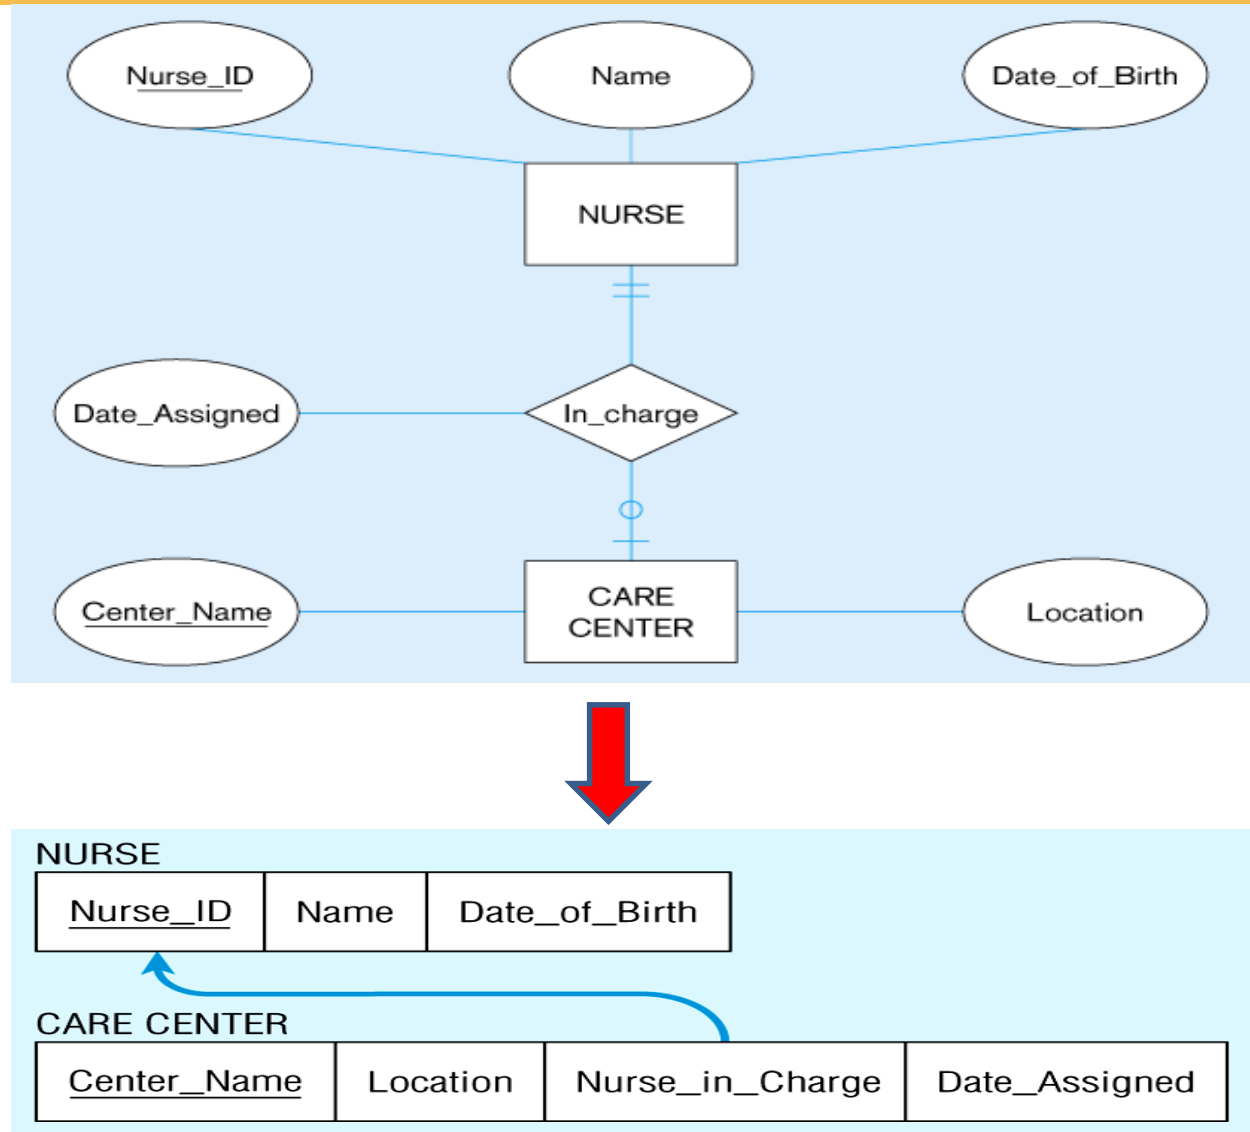 Nurse_ID
Name
Date_of_Birth
NURSE
Date_Assigned
In_charge
Center_Name
CARE
CENTER
Location
NURSE
Nurse_ID
Name
Date_of_Birth
CARE CENTER
Center_Name
Location
Nurse_in_Charge
Date_Assigned